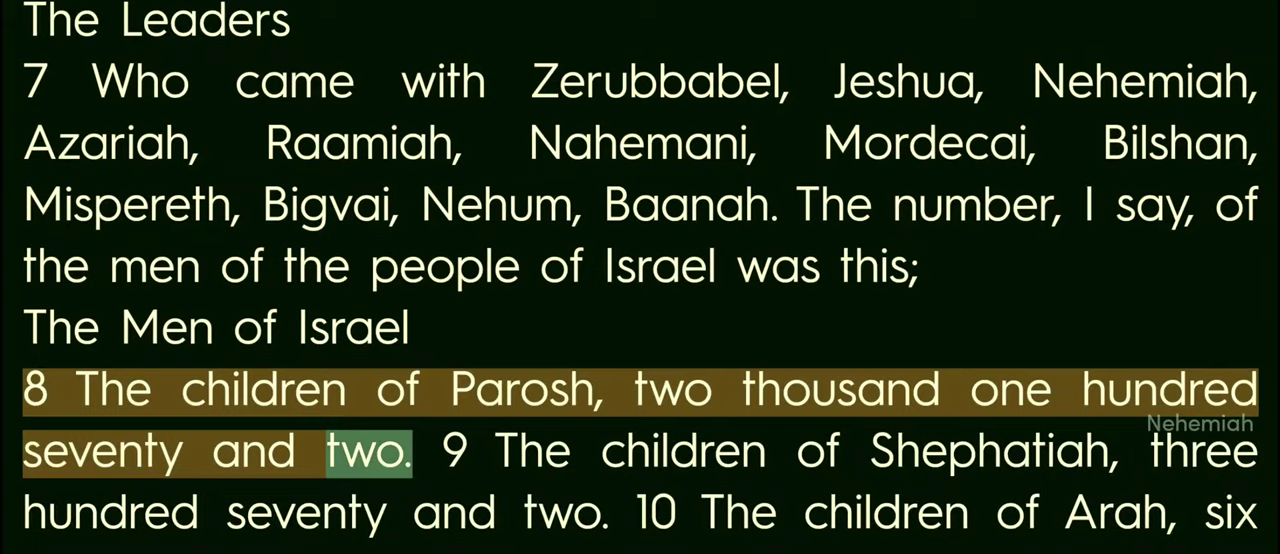 The Leaders
7 Who came with Zerubbabel, Jeshua, Nehemiah,
Azariah, Raamiah, Nahemani, Mordecai, Bilshan,
Mispereth, Bigvai, Nehum, Baanah. The number, I say, of
the men of the people of Israel was this;
The Men of Israel
8 The children of Parosh, two thousand one hundred
Nehemiah
seventy and two. 9 The children of Shephatiah, three
hundred seventy and two. 10 The children of Arah, six